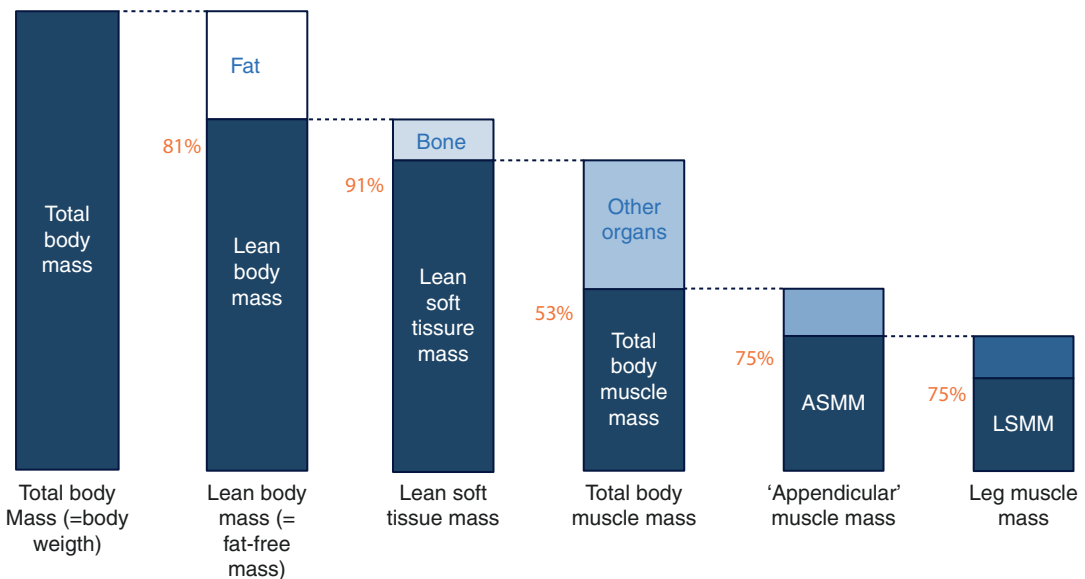 Total
body
mass
Fat
81%
Lean
body
mass
Bone
91%
Lean
soft
tissure
mass
Other
organs
53%
Total
body
muscle
mass
75%
ASMM
75%
LSMM
Total body
Mass (=body
weigth)
Lean body
mass (=
fat-free
mass)
Lean soft
tissue mass
Total body
muscle mass
‘Appendicular’
muscle mass
Leg muscle
mass